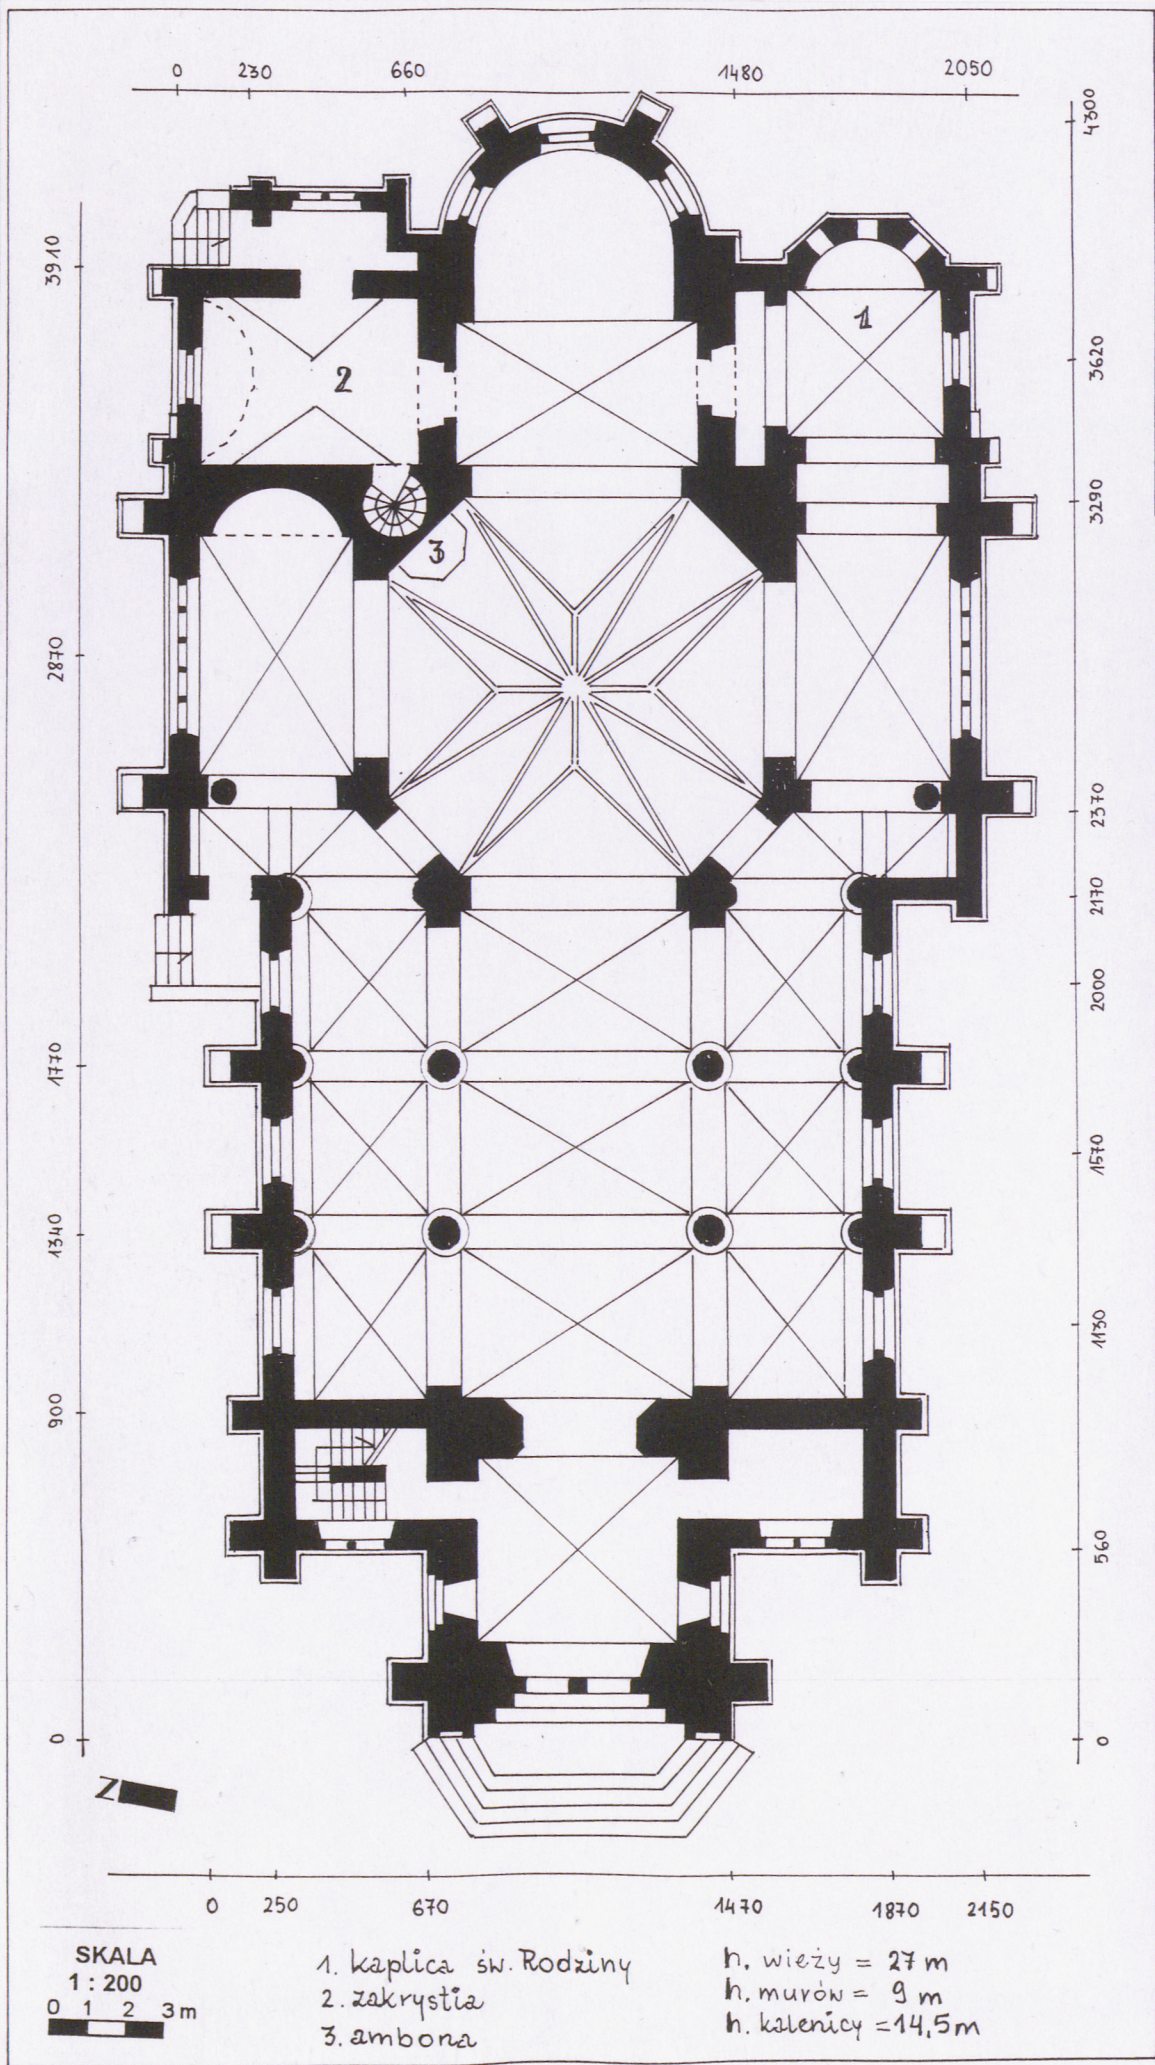 0 230 660 1480 2050
4300
3910
3620
3290
2870
2370
2170
2000
1770
1570
1340
1130
900
560
0
0
1
2
3
N
0 250 670 1470 1870 2150
SKALA
1 : 200
0 1 2 3 m
1. kaplica św. Rodziny
2. zakrystia
3. ambona
h. wieży = 27 m
h. murów = 9 m
h. kalenicy = 14,5 m